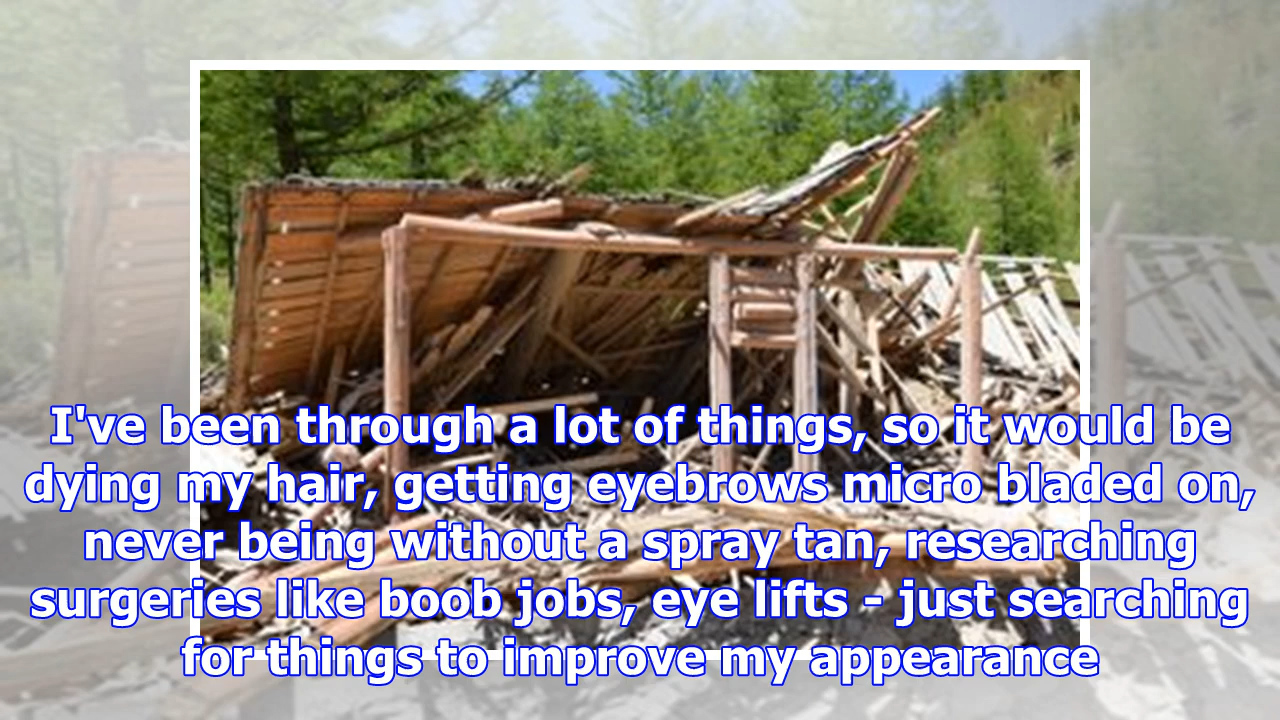 I've been through a lot of things, so it would be
dying my hair, getting eyebrows micro bladed on,
never being without a spray tan, researching
surgeries like boob jobs, eye lifts - just searching
for things to improve my appearance